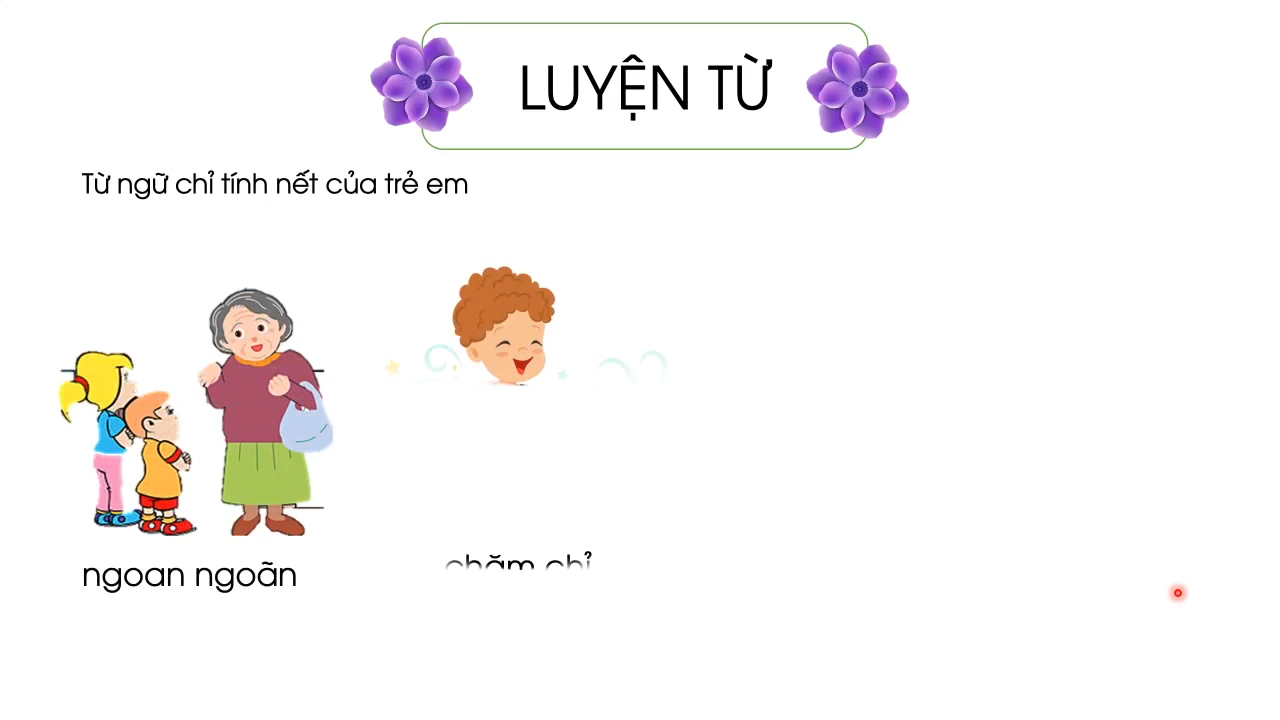 LUYỆN TỪ
Từ ngữ chỉ tính nết của trẻ em
ngoan ngoãn
chăm chỉ